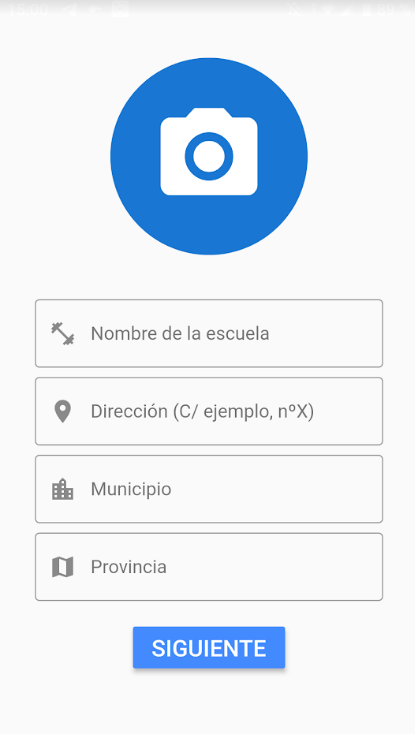 Nombre de la escuela
Dirección (C/ ejemplo, nºX)
Municipio
Provincia
SIGUIENTE